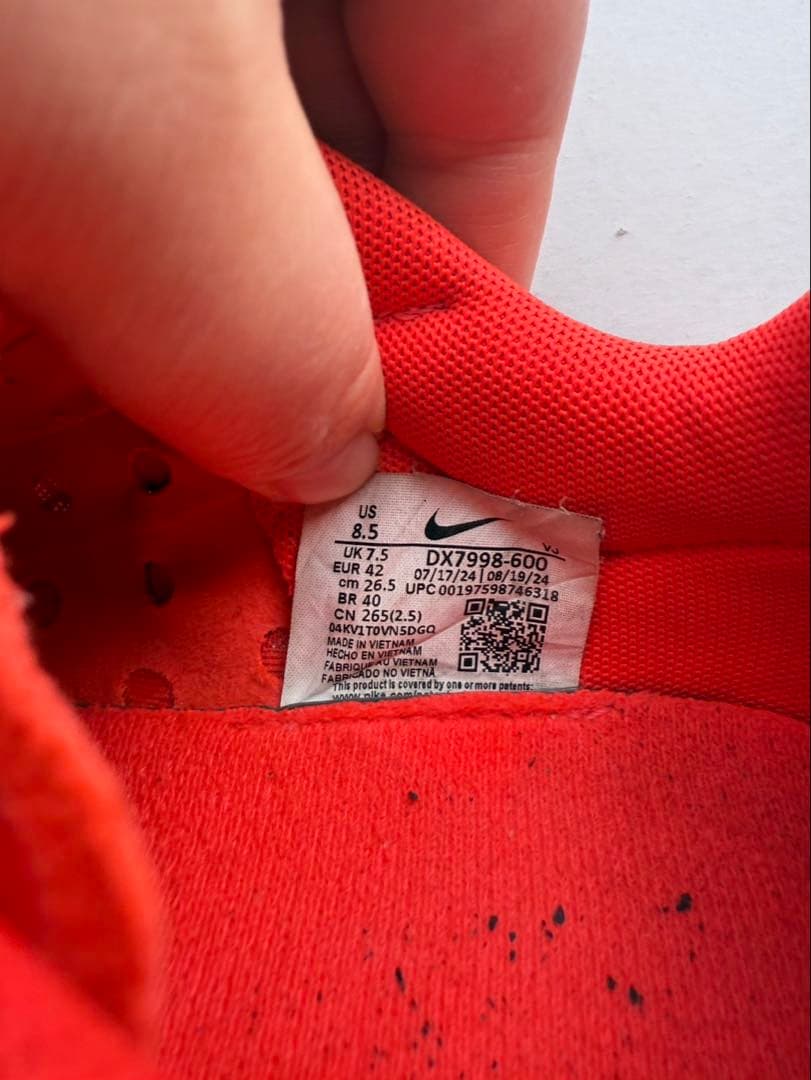 US
8.5
V3
UK 7.5
DX7998-600
EUR 42
07/17/24 | 08/19/24
cm 26.5
UPC 00197598746318
BR 40
CN 265(2.5)
04KV1T0VN5DGQ
MADE IN VIETNAM
HECHO EN VIETNAM
FABRIQUE AU VIETNAM
FABRICADO NO VIETNÃ
This product is covered by one or more patents: